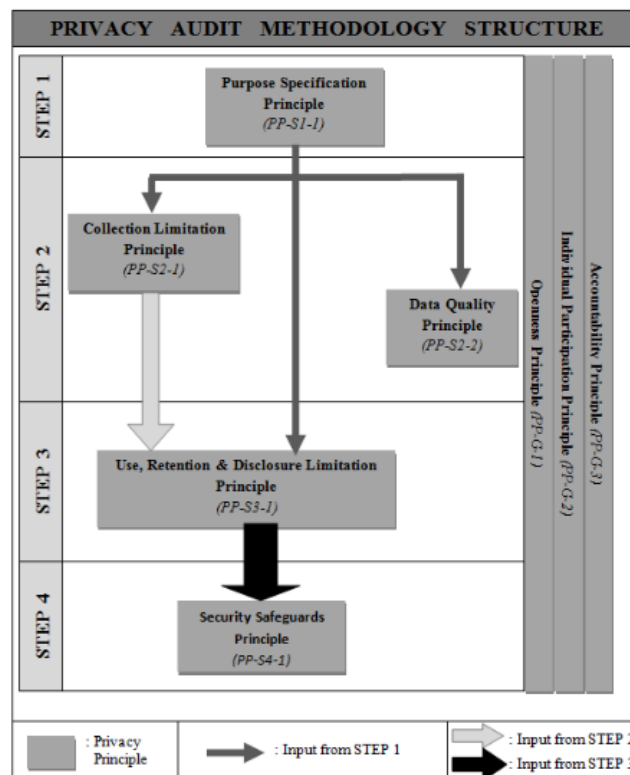 PRIVACY AUDIT METHODOLOGY STRUCTURE
STEP 1
Purpose Specification
Principle
(PP-S1-1)
STEP 2
Collection Limitation
Principle
(PP-S2-1)
Data Quality
Principle
(PP-S2-2)
STEP 3
Use, Retention & Disclosure Limitation
Principle
(PP-S3-1)
STEP 4
Security Safeguards
Principle
(PP-S4-1)
Openness Principle (PP-G-1)
Individual Participation Principle (PP-G-2)
Accountability Principle (PP-G-3)
: Privacy
Principle
: Input from STEP 1
: Input from STEP 2
: Input from STEP 3